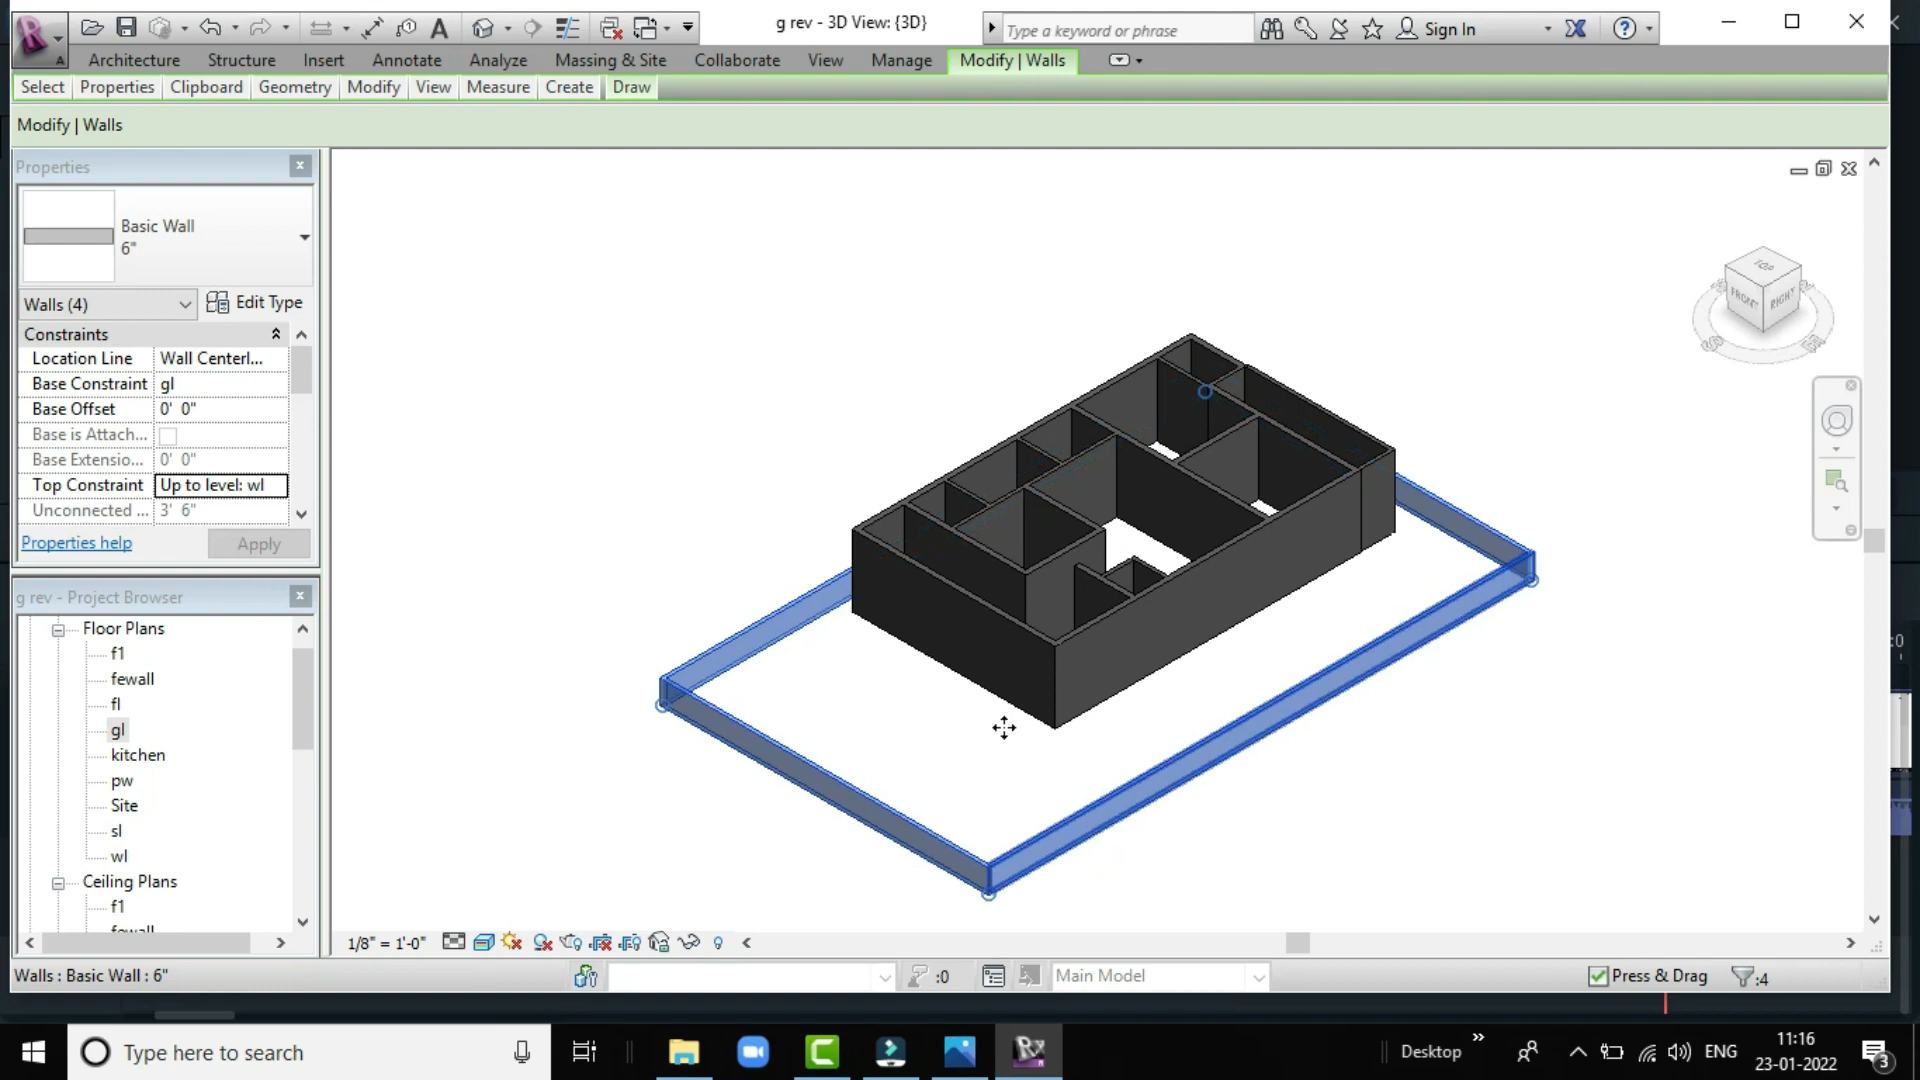 g rev - 3D View: {3D}
Type a keyword or phrase
Sign In
Architecture Structure Insert Annotate Analyze Massing & Site Collaborate View Manage Modify | Walls
Select Properties Clipboard Geometry Modify View Measure Create Draw
Modify | Walls
Properties
Basic Wall
6"
Walls (4)
Edit Type
Constraints
Location Line Wall Centerl...
Base Constraint gl
Base Offset 0' 0"
Base is Attach...
Base Extensio... 0' 0"
Top Constraint Up to level: wl
Unconnected ... 3' 6"
Properties help
Apply
TOP
FRONT
RIGHT
g rev - Project Browser
Floor Plans
f1
fewall
fl
gl
kitchen
pw
Site
sl
wl
Ceiling Plans
f1
fewall
1/8" = 1'-0"
Walls : Basic Wall : 6"
:0
Main Model
Press & Drag
:4
Type here to search
Desktop
ENG
11:16
23-01-2022
3